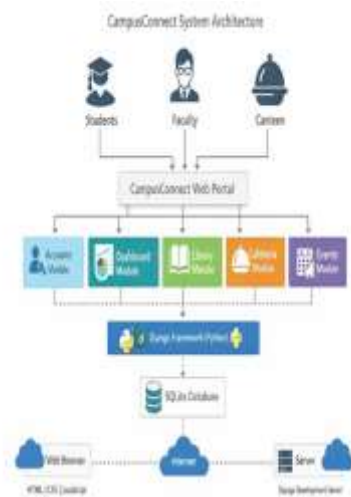 CampusConnect System Architecture
Students
Faculty
Canteen
CampusConnect Web Portal
Accounts
Module
Dashboard
Module
Library
Module
Cafeteria
Module
Events
Module
Django Framework (Python)
SQLite Database
Web Browser
Internet
Server
HTML | CSS | JavaScript
Django Development Server